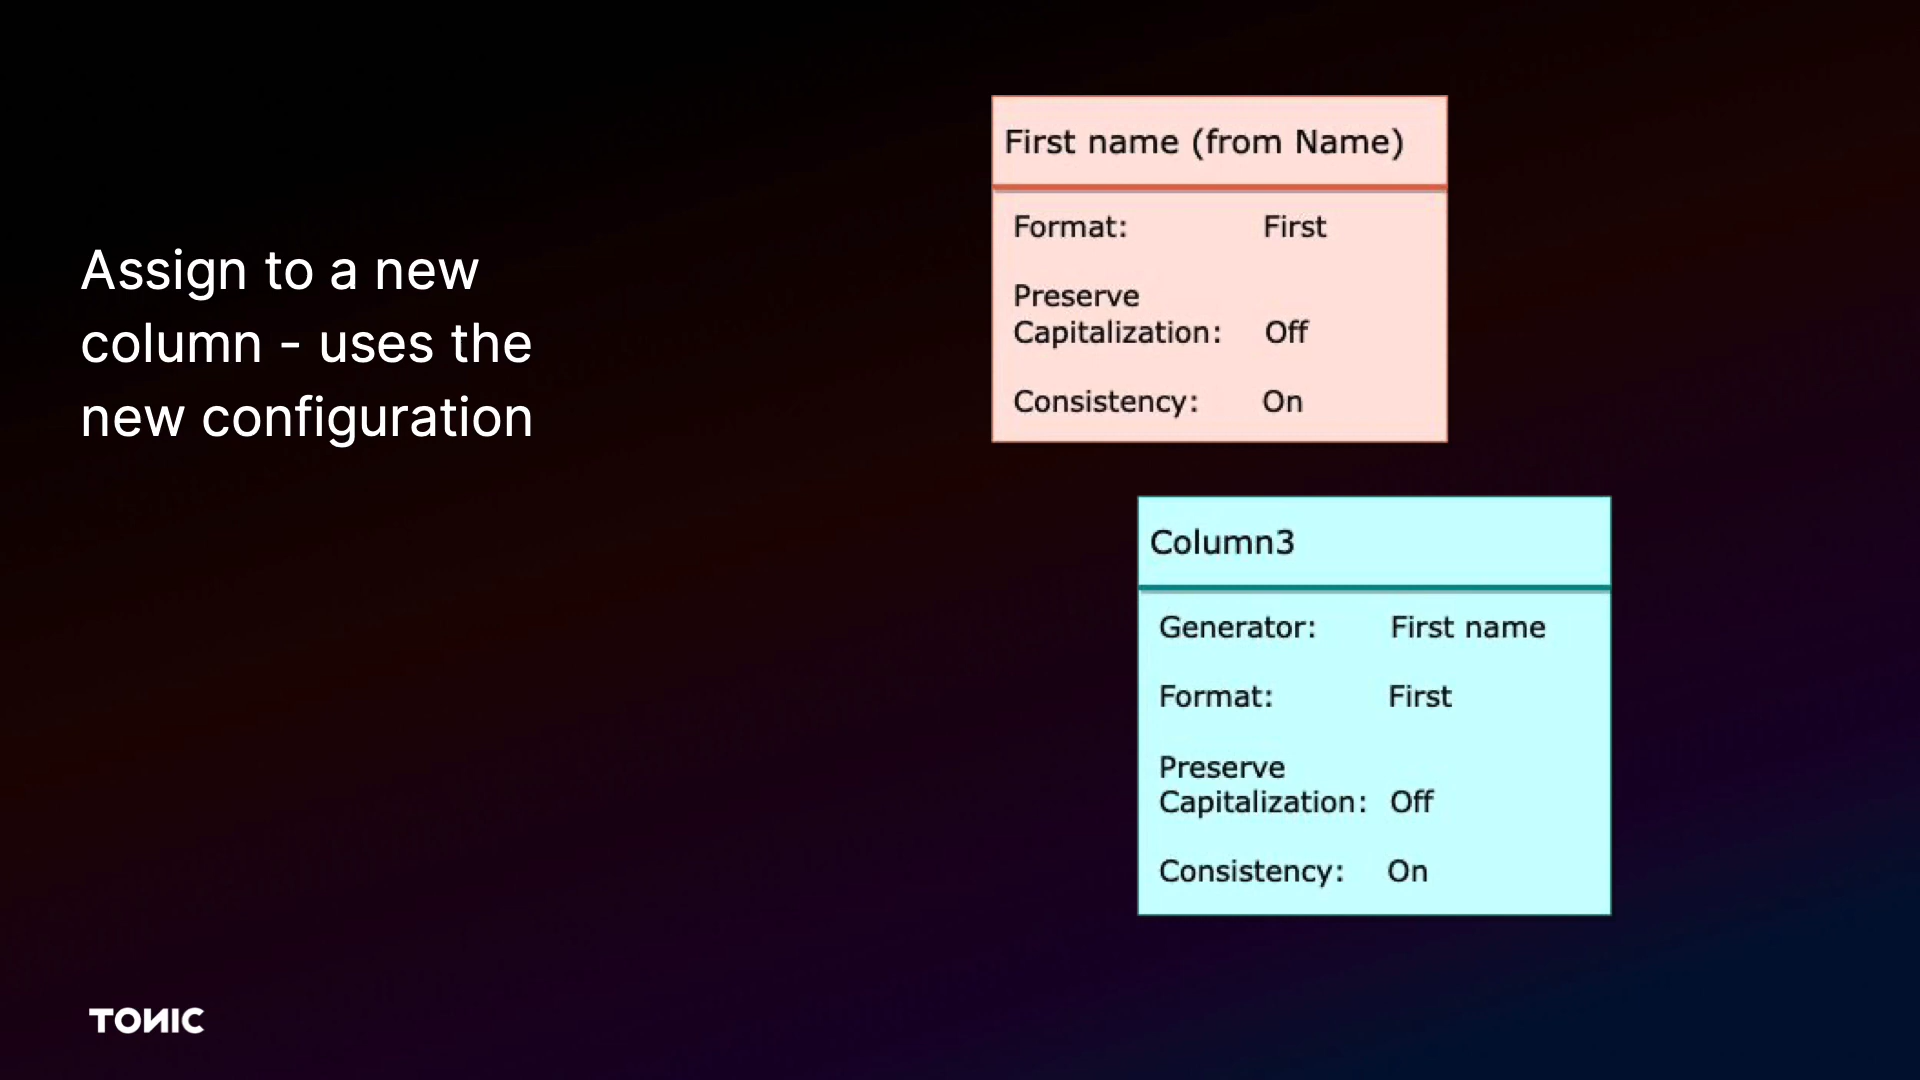 Assign to a new
column - uses the
new configuration
First name (from Name)
Format: First
Preserve
Capitalization: Off
Consistency: On
Column3
Generator: First name
Format: First
Preserve
Capitalization: Off
Consistency: On
TONIC